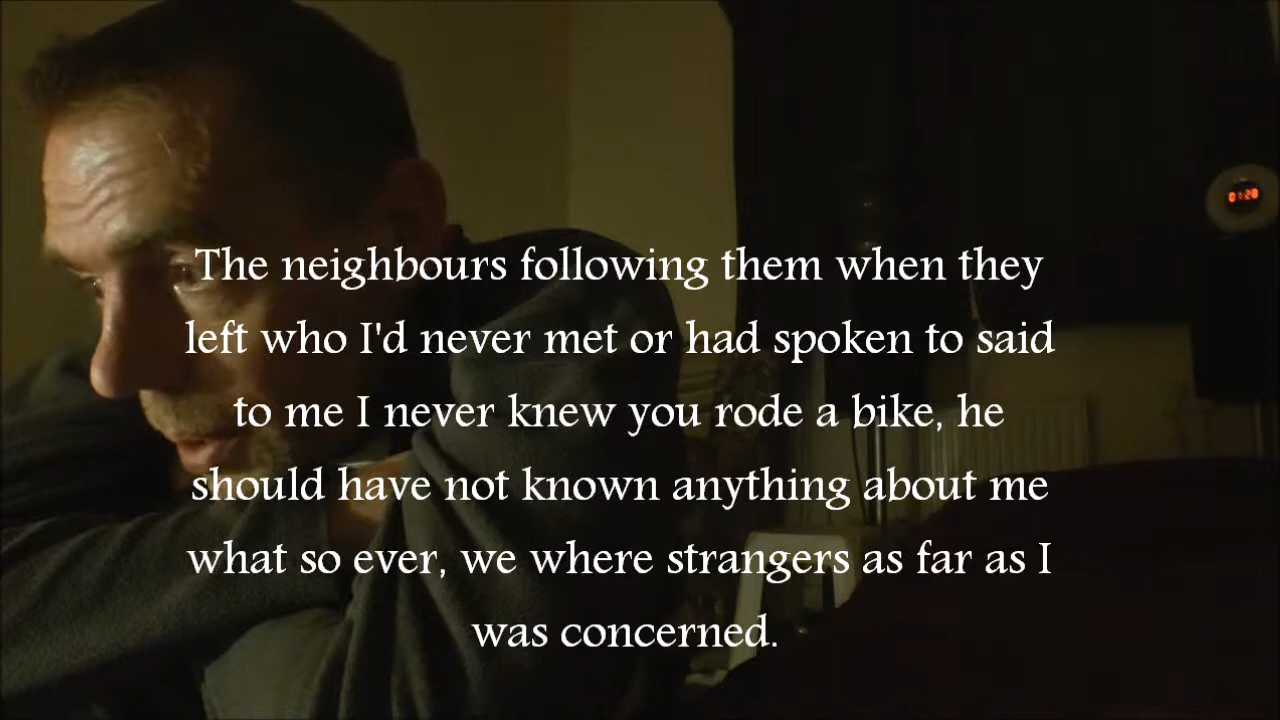 01:28
The neighbours following them when they
left who I'd never met or had spoken to said
to me I never knew you rode a bike, he
should have not known anything about me
what so ever, we where strangers as far as I
was concerned.